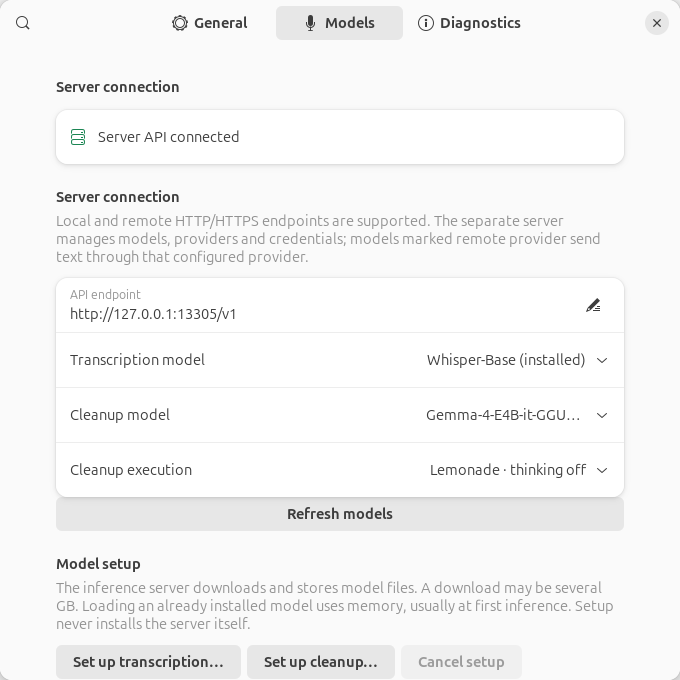 General
Models
Diagnostics
Server connection
Server API connected
Server connection
Local and remote HTTP/HTTPS endpoints are supported. The separate server
manages models, providers and credentials; models marked remote provider send
text through that configured provider.
API endpoint
http://127.0.0.1:13305/v1
Transcription model
Whisper-Base (installed)
Cleanup model
Gemma-4-E4B-it-GGU…
Cleanup execution
Lemonade · thinking off
Refresh models
Model setup
The inference server downloads and stores model files. A download may be several
GB. Loading an already installed model uses memory, usually at first inference. Setup
never installs the server itself.
Set up transcription…
Set up cleanup…
Cancel setup